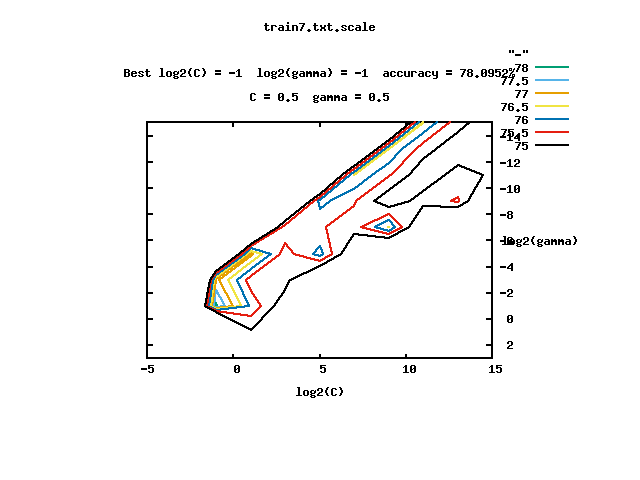 train7.txt.scale
"-"
Best log2(C) = -1 log2(gamma) = -1 accuracy = 78.0952%
78
77.5
C = 0.5 gamma = 0.5
77
76.5
76
75.5
-14
75
-12
-10
-8
-6
log2(gamma)
-4
-2
0
2
-5 0 5 10 15
log2(C)